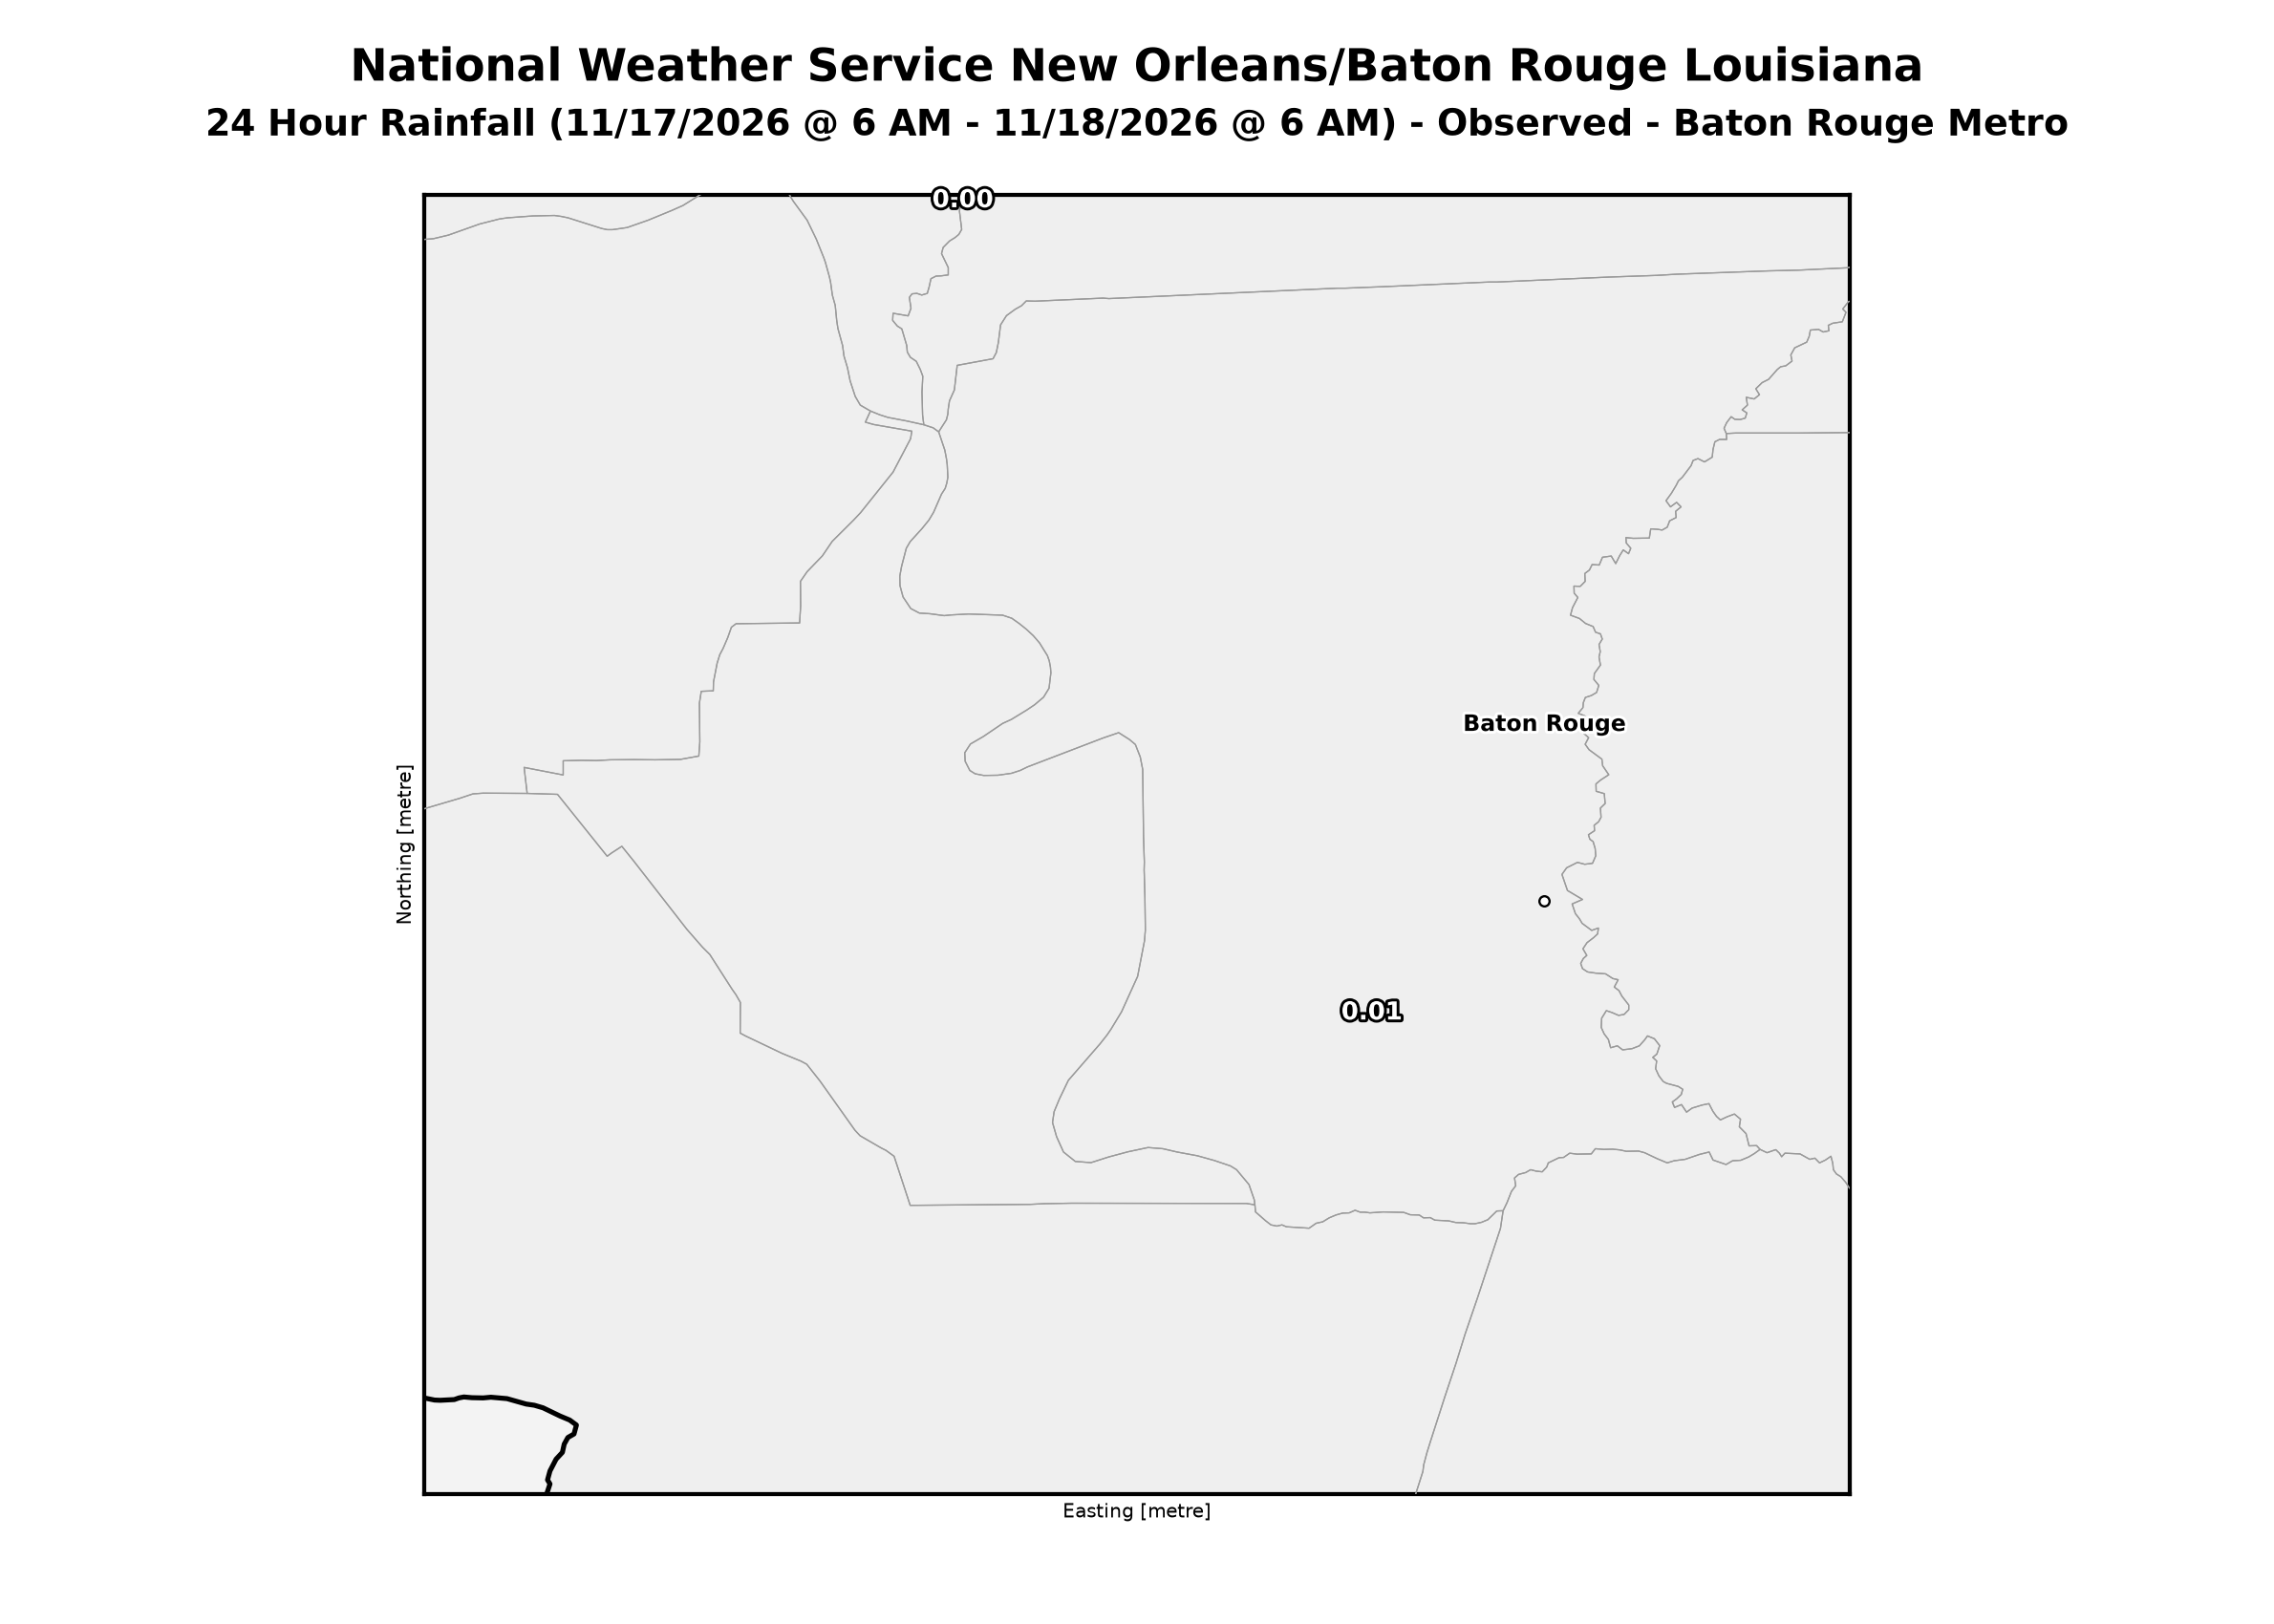 National Weather Service New Orleans/Baton Rouge Louisiana
24 Hour Rainfall (11/17/2026 @ 6 AM - 11/18/2026 @ 6 AM) - Observed - Baton Rouge Metro
0.00
Baton Rouge
Northing [metre]
0.01
Easting [metre]